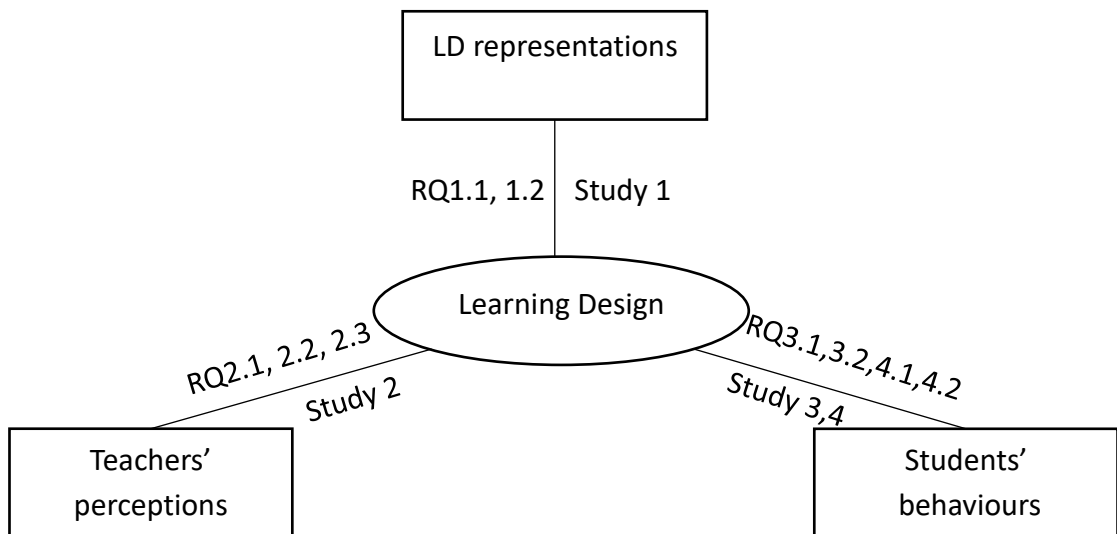 LD representations
RQ1.1, 1.2
Study 1
Learning Design
RQ2.1, 2.2, 2.3
Study 2
RQ3.1,3.2,4.1,4.2
Study 3,4
Teachers’
perceptions
Students’
behaviours